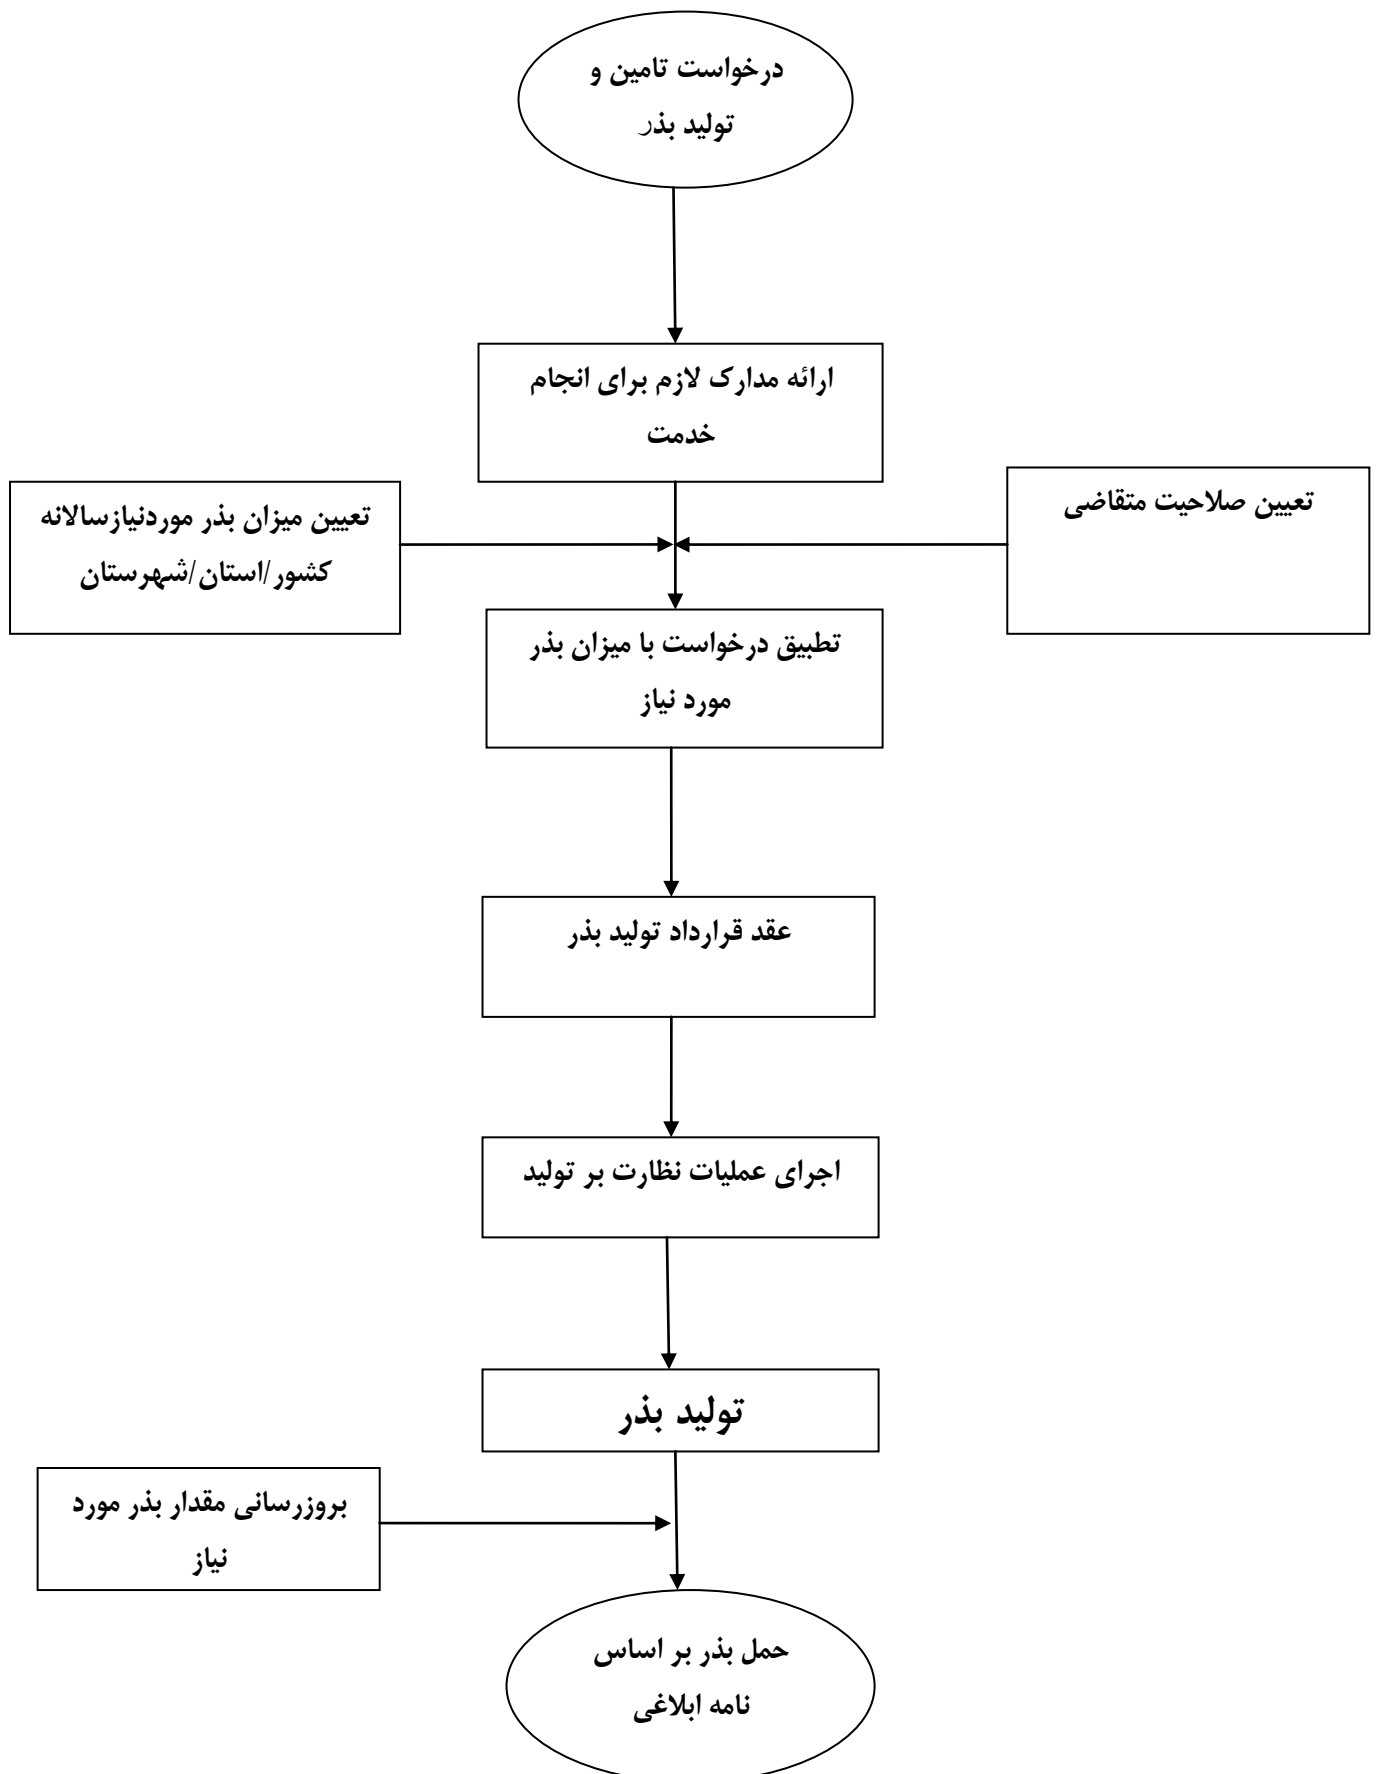 درخواست تامین و
تولید بذر
ارائه مدارک لازم برای انجام
خدمت
تعیین صلاحیت متقاضی
تعیین میزان بذر موردنیازسالانه
کشور/استان/شهرستان
تطبیق درخواست با میزان بذر
مورد نیاز
عقد قرارداد تولید بذر
اجرای عملیات نظارت بر تولید
تولید بذر
بروزرسانی مقدار بذر مورد
نیاز
حمل بذر بر اساس
نامه ابلاغی